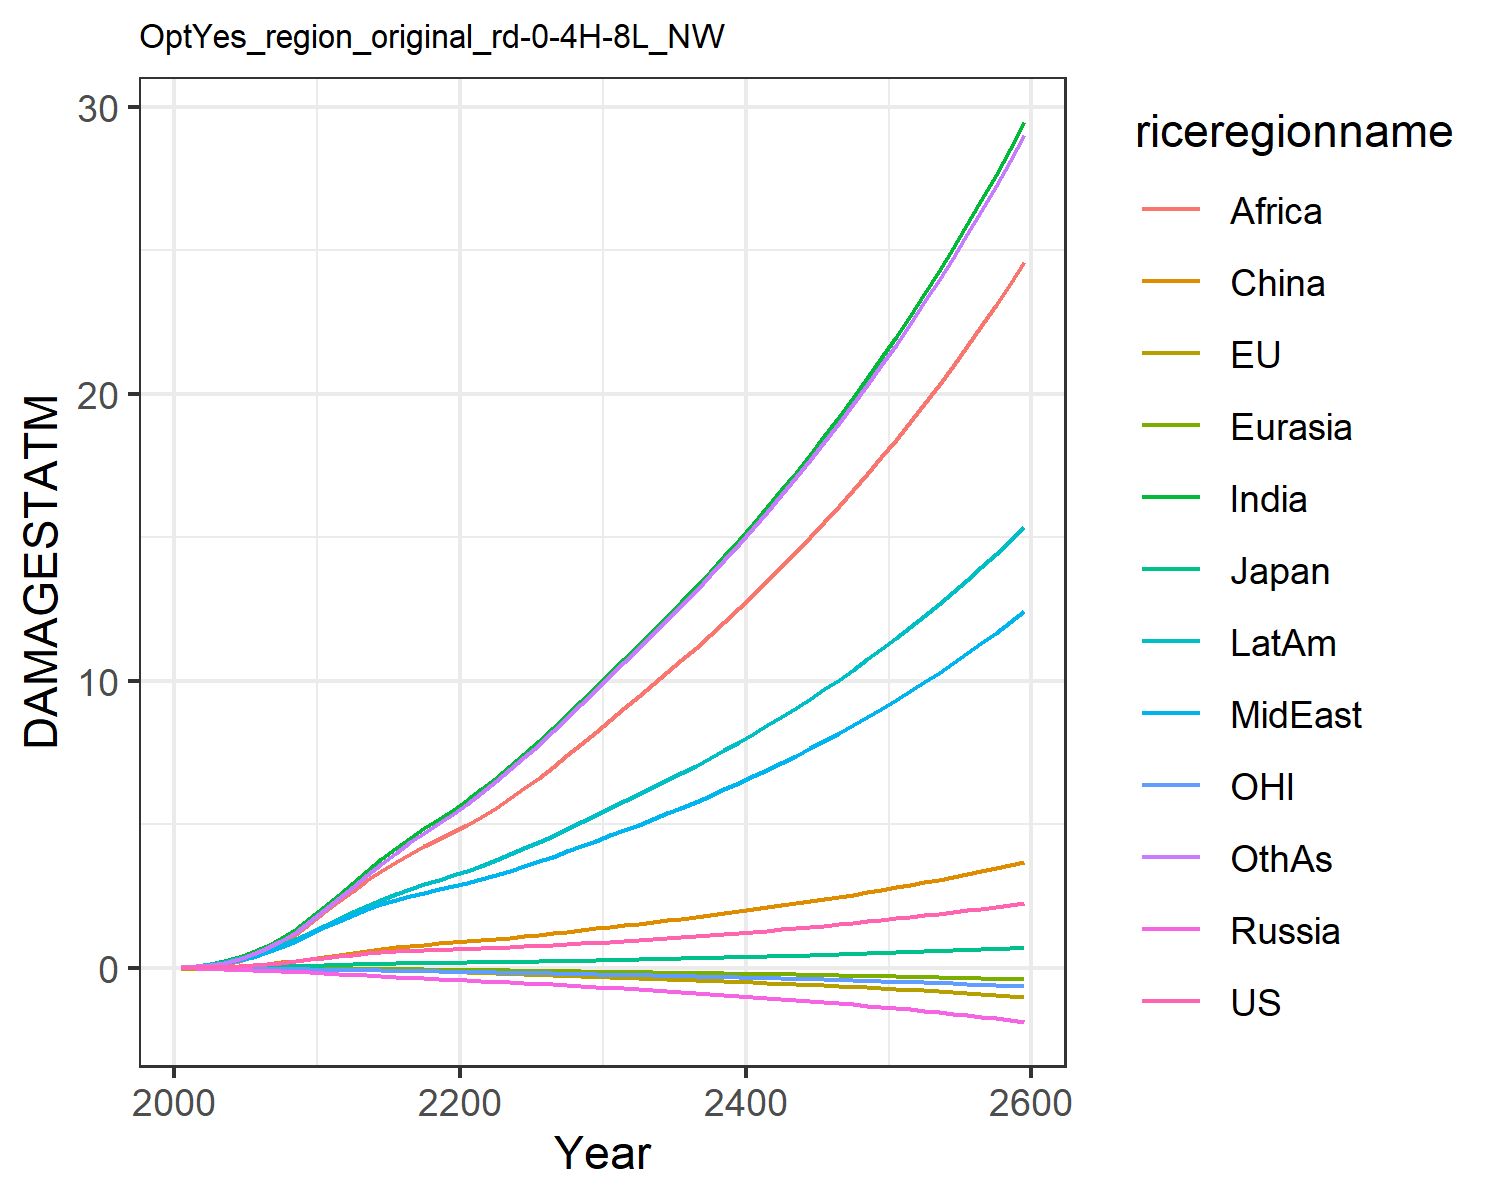 OptYes_region_original_rd-0-4H-8L_NW
DAMAGESTATM
30
20
10
0
2000
2200
2400
2600
Year
riceregionname
Africa
China
EU
Eurasia
India
Japan
LatAm
MidEast
OHI
OthAs
Russia
US